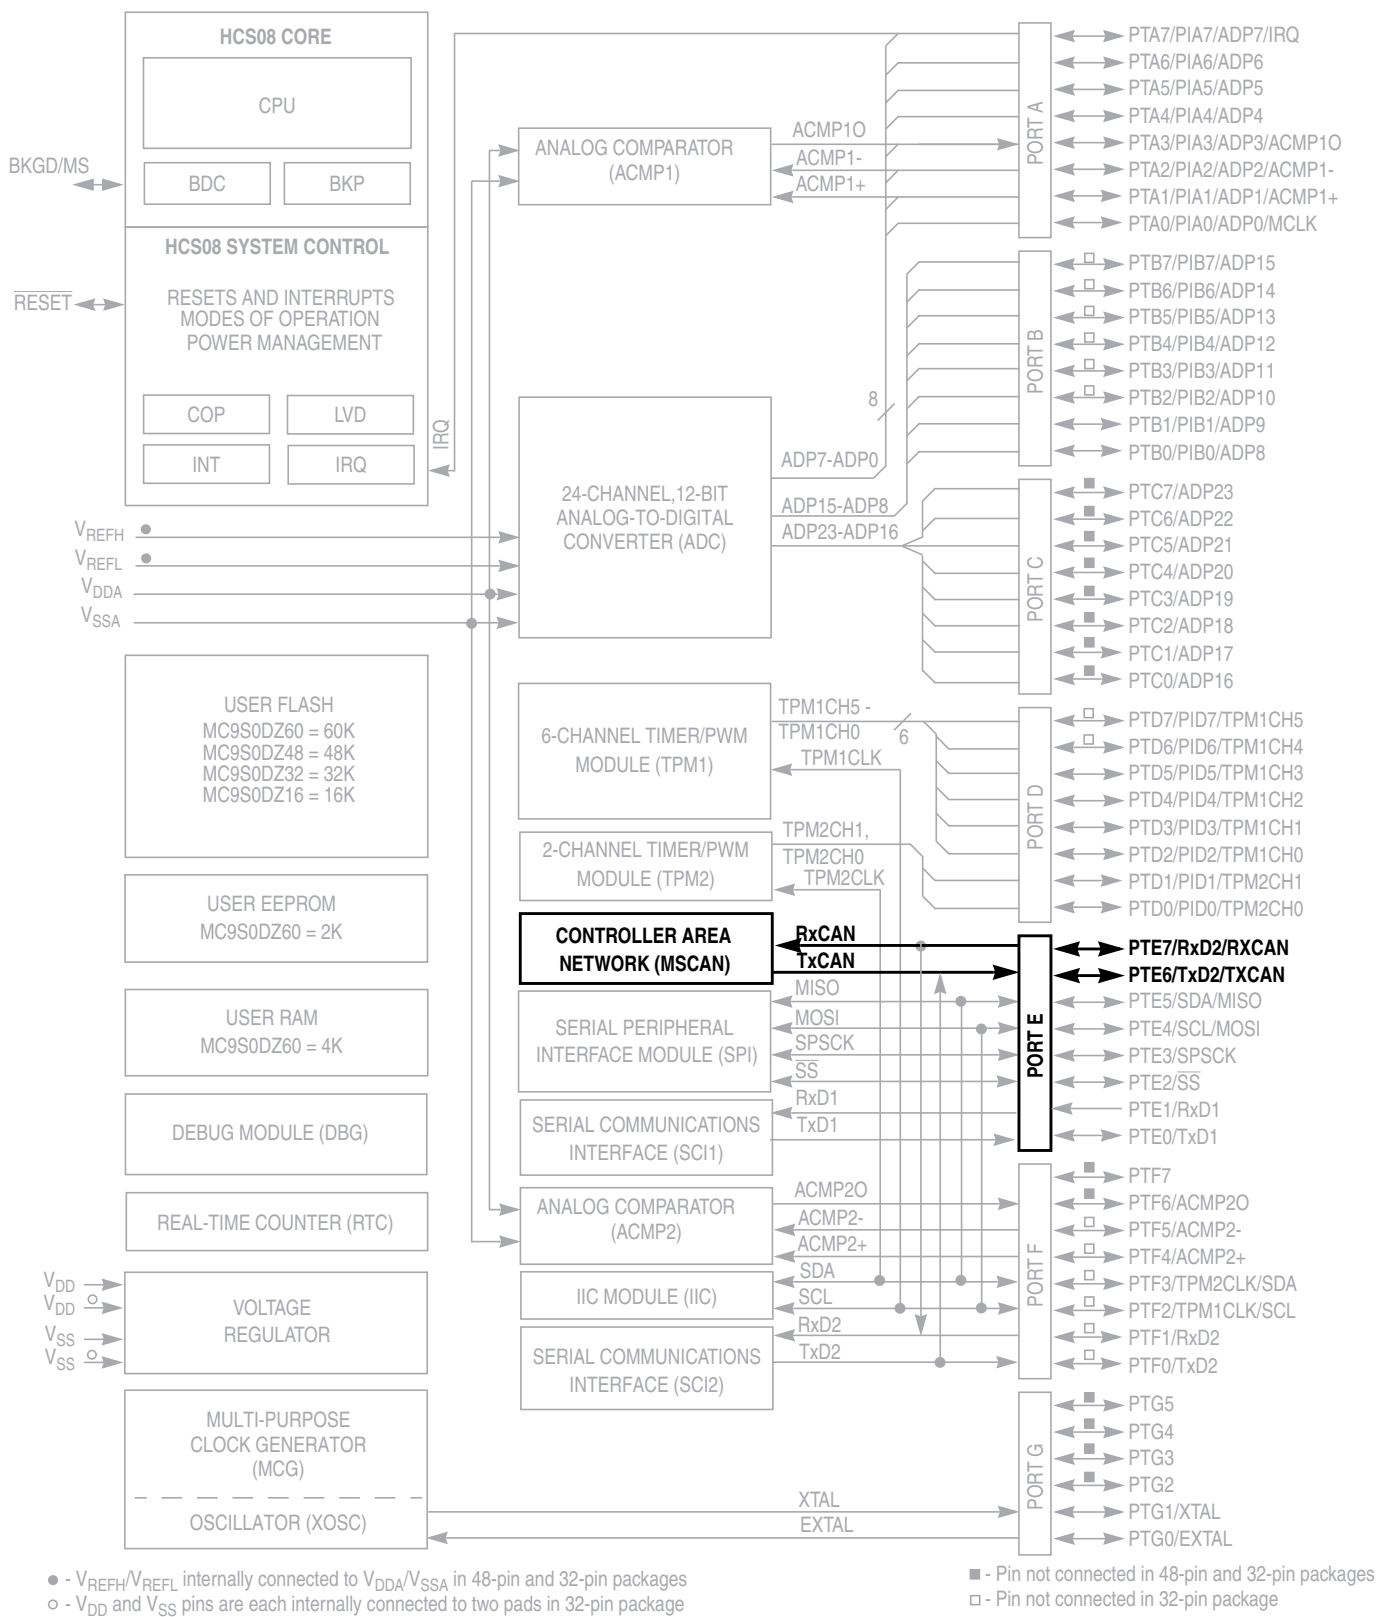 HCS08 CORE
CPU
BDC
BKP
BKGD/MS
HCS08 SYSTEM CONTROL
RESETS AND INTERRUPTS
MODES OF OPERATION
POWER MANAGEMENT
RESET
COP
LVD
INT
IRQ
IRQ
VREFH
VREFL
VDDA
VSSA
USER FLASH
MC9S0DZ60 = 60K
MC9S0DZ48 = 48K
MC9S0DZ32 = 32K
MC9S0DZ16 = 16K
USER EEPROM
MC9S0DZ60 = 2K
USER RAM
MC9S0DZ60 = 4K
DEBUG MODULE (DBG)
REAL-TIME COUNTER (RTC)
VDD
VDD
VSS
VSS
VOLTAGE
REGULATOR
MULTI-PURPOSE
CLOCK GENERATOR
(MCG)
OSCILLATOR (XOSC)
ANALOG COMPARATOR
(ACMP1)
ACMP1O
ACMP1-
ACMP1+
24-CHANNEL,12-BIT
ANALOG-TO-DIGITAL
CONVERTER (ADC)
8
ADP7-ADP0
ADP15-ADP8
ADP23-ADP16
6-CHANNEL TIMER/PWM
MODULE (TPM1)
TPM1CH5 -
TPM1CH0
6
TPM1CLK
2-CHANNEL TIMER/PWM
MODULE (TPM2)
TPM2CH1,
TPM2CH0
TPM2CLK
CONTROLLER AREA
NETWORK (MSCAN)
RxCAN
TxCAN
SERIAL PERIPHERAL
INTERFACE MODULE (SPI)
MISO
MOSI
SPSCK
SS
SERIAL COMMUNICATIONS
INTERFACE (SCI1)
RxD1
TxD1
ANALOG COMPARATOR
(ACMP2)
ACMP2O
ACMP2-
ACMP2+
IIC MODULE (IIC)
SDA
SCL
SERIAL COMMUNICATIONS
INTERFACE (SCI2)
RxD2
TxD2
XTAL
EXTAL
PORT A
PTA7/PIA7/ADP7/IRQ
PTA6/PIA6/ADP6
PTA5/PIA5/ADP5
PTA4/PIA4/ADP4
PTA3/PIA3/ADP3/ACMP1O
PTA2/PIA2/ADP2/ACMP1-
PTA1/PIA1/ADP1/ACMP1+
PTA0/PIA0/ADP0/MCLK
PORT B
PTB7/PIB7/ADP15
PTB6/PIB6/ADP14
PTB5/PIB5/ADP13
PTB4/PIB4/ADP12
PTB3/PIB3/ADP11
PTB2/PIB2/ADP10
PTB1/PIB1/ADP9
PTB0/PIB0/ADP8
PORT C
PTC7/ADP23
PTC6/ADP22
PTC5/ADP21
PTC4/ADP20
PTC3/ADP19
PTC2/ADP18
PTC1/ADP17
PTC0/ADP16
PORT D
PTD7/PID7/TPM1CH5
PTD6/PID6/TPM1CH4
PTD5/PID5/TPM1CH3
PTD4/PID4/TPM1CH2
PTD3/PID3/TPM1CH1
PTD2/PID2/TPM1CH0
PTD1/PID1/TPM2CH1
PTD0/PID0/TPM2CH0
PORT E
PTE7/RxD2/RXCAN
PTE6/TxD2/TXCAN
PTE5/SDA/MISO
PTE4/SCL/MOSI
PTE3/SPSCK
PTE2/SS
PTE1/RxD1
PTE0/TxD1
PORT F
PTF7
PTF6/ACMP2O
PTF5/ACMP2-
PTF4/ACMP2+
PTF3/TPM2CLK/SDA
PTF2/TPM1CLK/SCL
PTF1/RxD2
PTF0/TxD2
PORT G
PTG5
PTG4
PTG3
PTG2
PTG1/XTAL
PTG0/EXTAL
● - VREFH/VREFL internally connected to VDDA/VSSA in 48-pin and 32-pin packages
○ - VDD and VSS pins are each internally connected to two pads in 32-pin package
■ - Pin not connected in 48-pin and 32-pin packages
□ - Pin not connected in 32-pin package